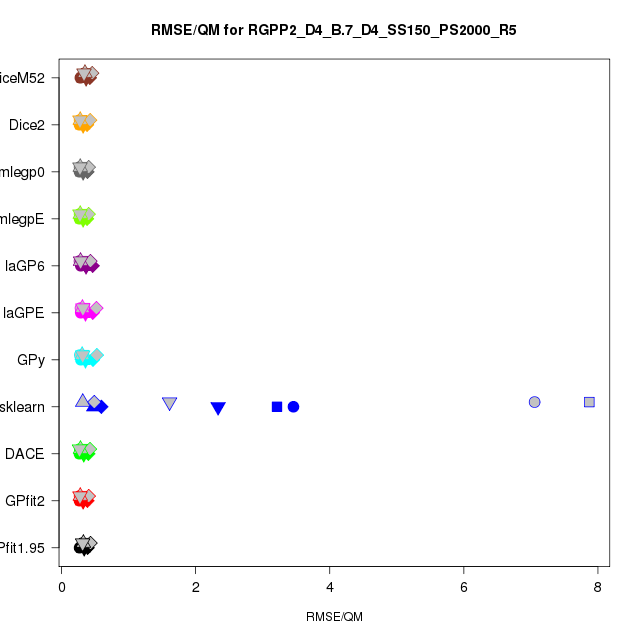 RMSE/QM for RGPP2_D4_B.7_D4_SS150_PS2000_R5
iceM52
Dice2
mlegp0
mlegpE
laGP6
laGPE
GPy
sklearn
DACE
GPfit2
Pfit1.95
0 2 4 6 8
RMSE/QM